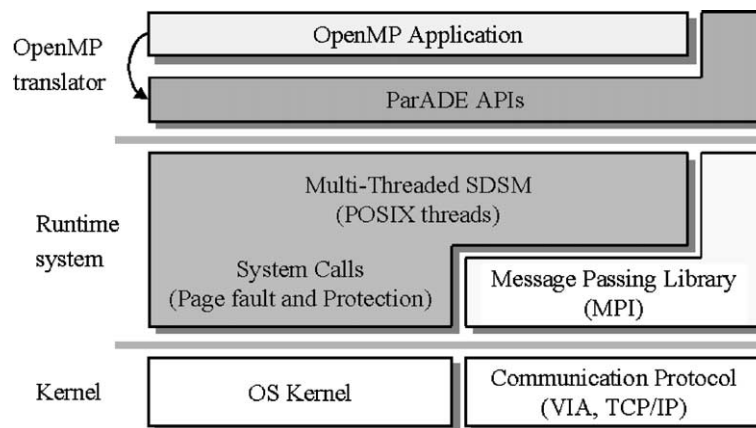 OpenMP
translator
OpenMP Application
ParADE APIs
Runtime
system
Multi-Threaded SDSM
(POSIX threads)
System Calls
(Page fault and Protection)
Message Passing Library
(MPI)
Kernel
OS Kernel
Communication Protocol
(VIA, TCP/IP)